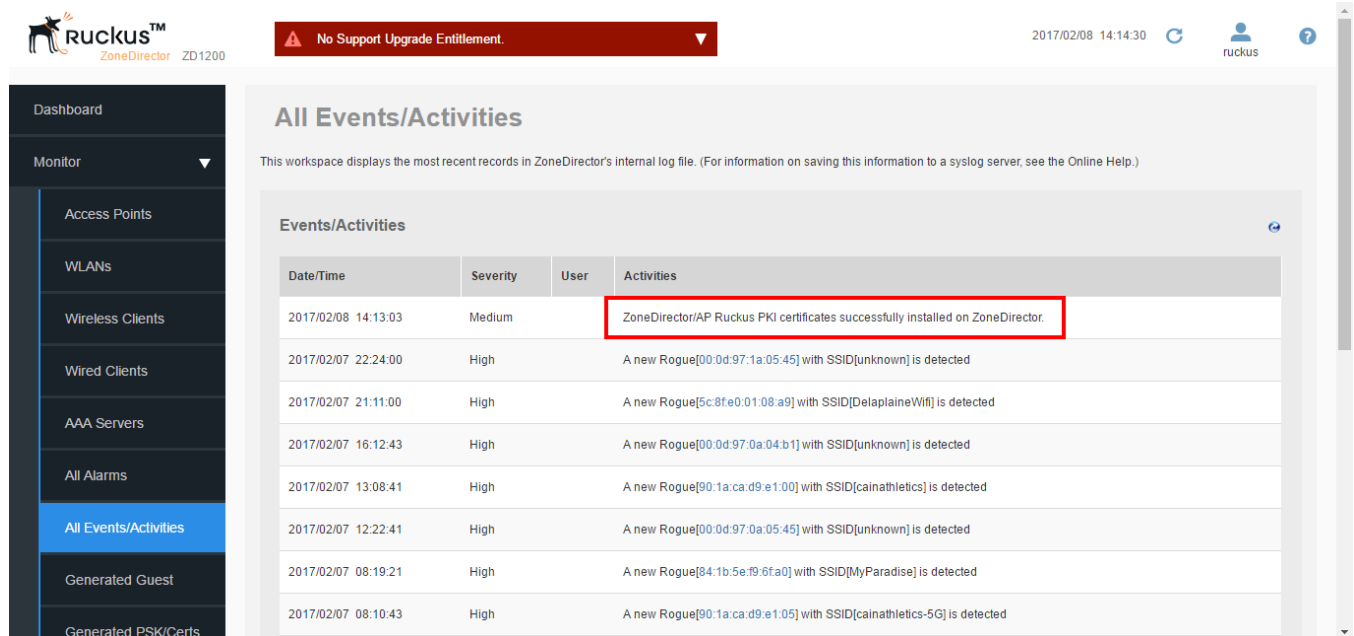 Ruckus™
ZoneDirector ZD1200
No Support Upgrade Entitlement.
2017/02/08 14:14:30
ruckus
Dashboard
Monitor
Access Points
WLANs
Wireless Clients
Wired Clients
AAA Servers
All Alarms
All Events/Activities
Generated Guest
Generated PSK/Certs
All Events/Activities
This workspace displays the most recent records in ZoneDirector's internal log file. (For information on saving this information to a syslog server, see the Online Help.)
Events/Activities
Date/Time Severity User Activities
2017/02/08 14:13:03 Medium ZoneDirector/AP Ruckus PKI certificates successfully installed on ZoneDirector.
2017/02/07 22:24:00 High A new Rogue[00:0d:97:1a:05:45] with SSID[unknown] is detected
2017/02/07 21:11:00 High A new Rogue[5c:8f:e0:01:08:a9] with SSID[DelaplaineWifi] is detected
2017/02/07 16:12:43 High A new Rogue[00:0d:97:0a:04:b1] with SSID[unknown] is detected
2017/02/07 13:08:41 High A new Rogue[90:1a:ca:d9:e1:00] with SSID[cainathletics] is detected
2017/02/07 12:22:41 High A new Rogue[00:0d:97:0a:05:45] with SSID[unknown] is detected
2017/02/07 08:19:21 High A new Rogue[84:1b:5e:f9:6f:a0] with SSID[MyParadise] is detected
2017/02/07 08:10:43 High A new Rogue[90:1a:ca:d9:e1:05] with SSID[cainathletics-5G] is detected